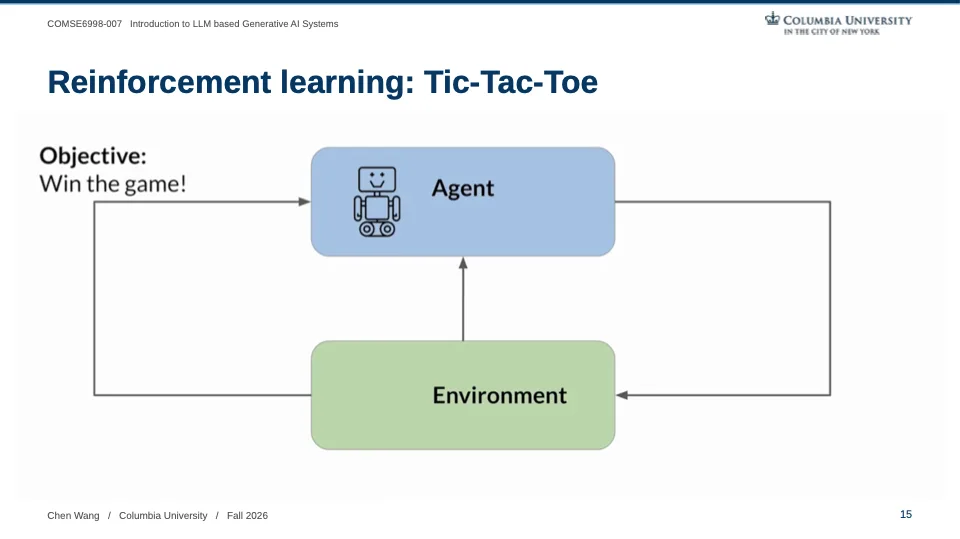 COMSE6998-007 Introduction to LLM based Generative AI Systems
COLUMBIA UNIVERSITY
IN THE CITY OF NEW YORK
Reinforcement learning: Tic-Tac-Toe
Objective:
Win the game!
Agent
Environment
Chen Wang / Columbia University / Fall 2026
15